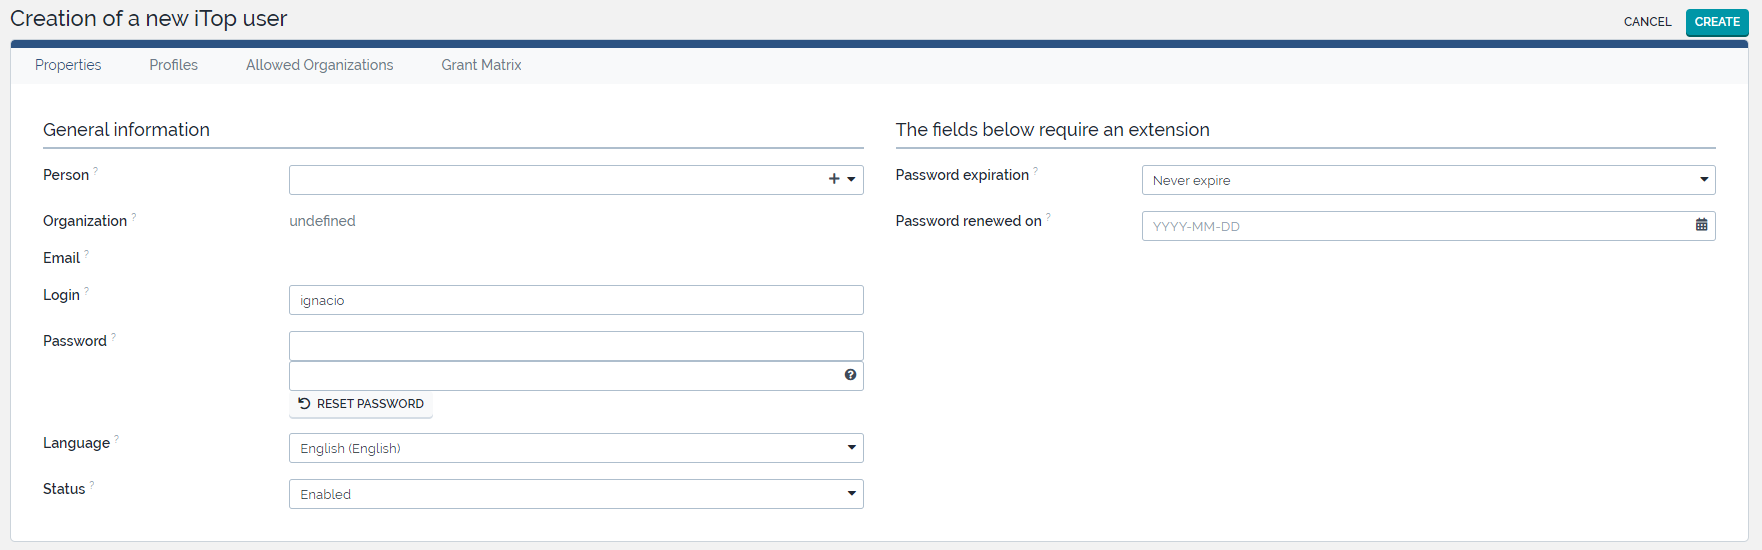 Creation of a new iTop user
CANCEL
CREATE
Properties
Profiles
Allowed Organizations
Grant Matrix
General information
Person ?
Organization ?
undefined
Email ?
Login ?
ignacio
Password ?
RESET PASSWORD
Language ?
English (English)
Status ?
Enabled
The fields below require an extension
Password expiration ?
Never expire
Password renewed on ?
YYYY-MM-DD